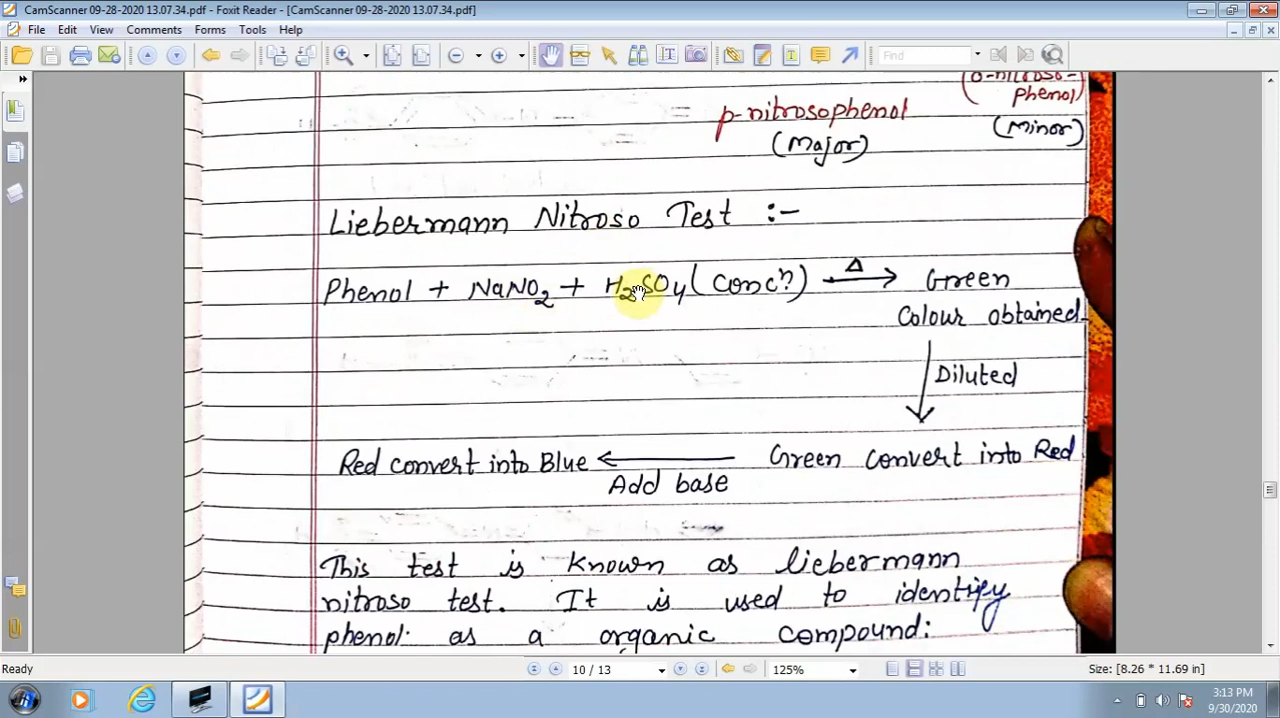 CamScanner 09-28-2020 13.07.34.pdf - Foxit Reader - [CamScanner 09-28-2020 13.07.34.pdf]
File Edit View Comments Forms Tools Help
Find
(o-nitroso-
phenol)
p-nitrosophenol
(Minor)
(Major)
Liebermann Nitroso Test :-
Phenol + NaNO2 + H2SO4 (Concn) Δ→ Green
Colour obtained
↓ Diluted
Red convert into Blue ← Green convert into Red
Add base
This test is known as liebermann
nitroso test. It is used to identify
phenol as a organic compound:
Ready 10 / 13 125% Size: [8.26 * 11.69 in]
3:13 PM
9/30/2020